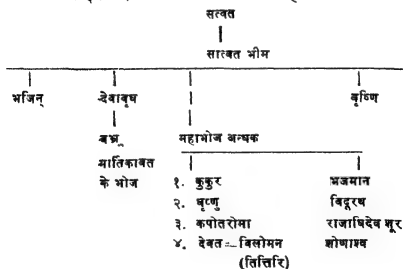 सत्वत
सात्वत भीम
भजिन् देवावृध वृष्णि
बभ्रु महाभोज अन्धक
मार्तिकावत
के भोज
१. कुकुर भजमान
२. धृष्णु विदूरथ
३. कपोतरोमा राजाधिदेव शूर
४. देवत=विलोमन शोणाश्व
(तित्तिरि)